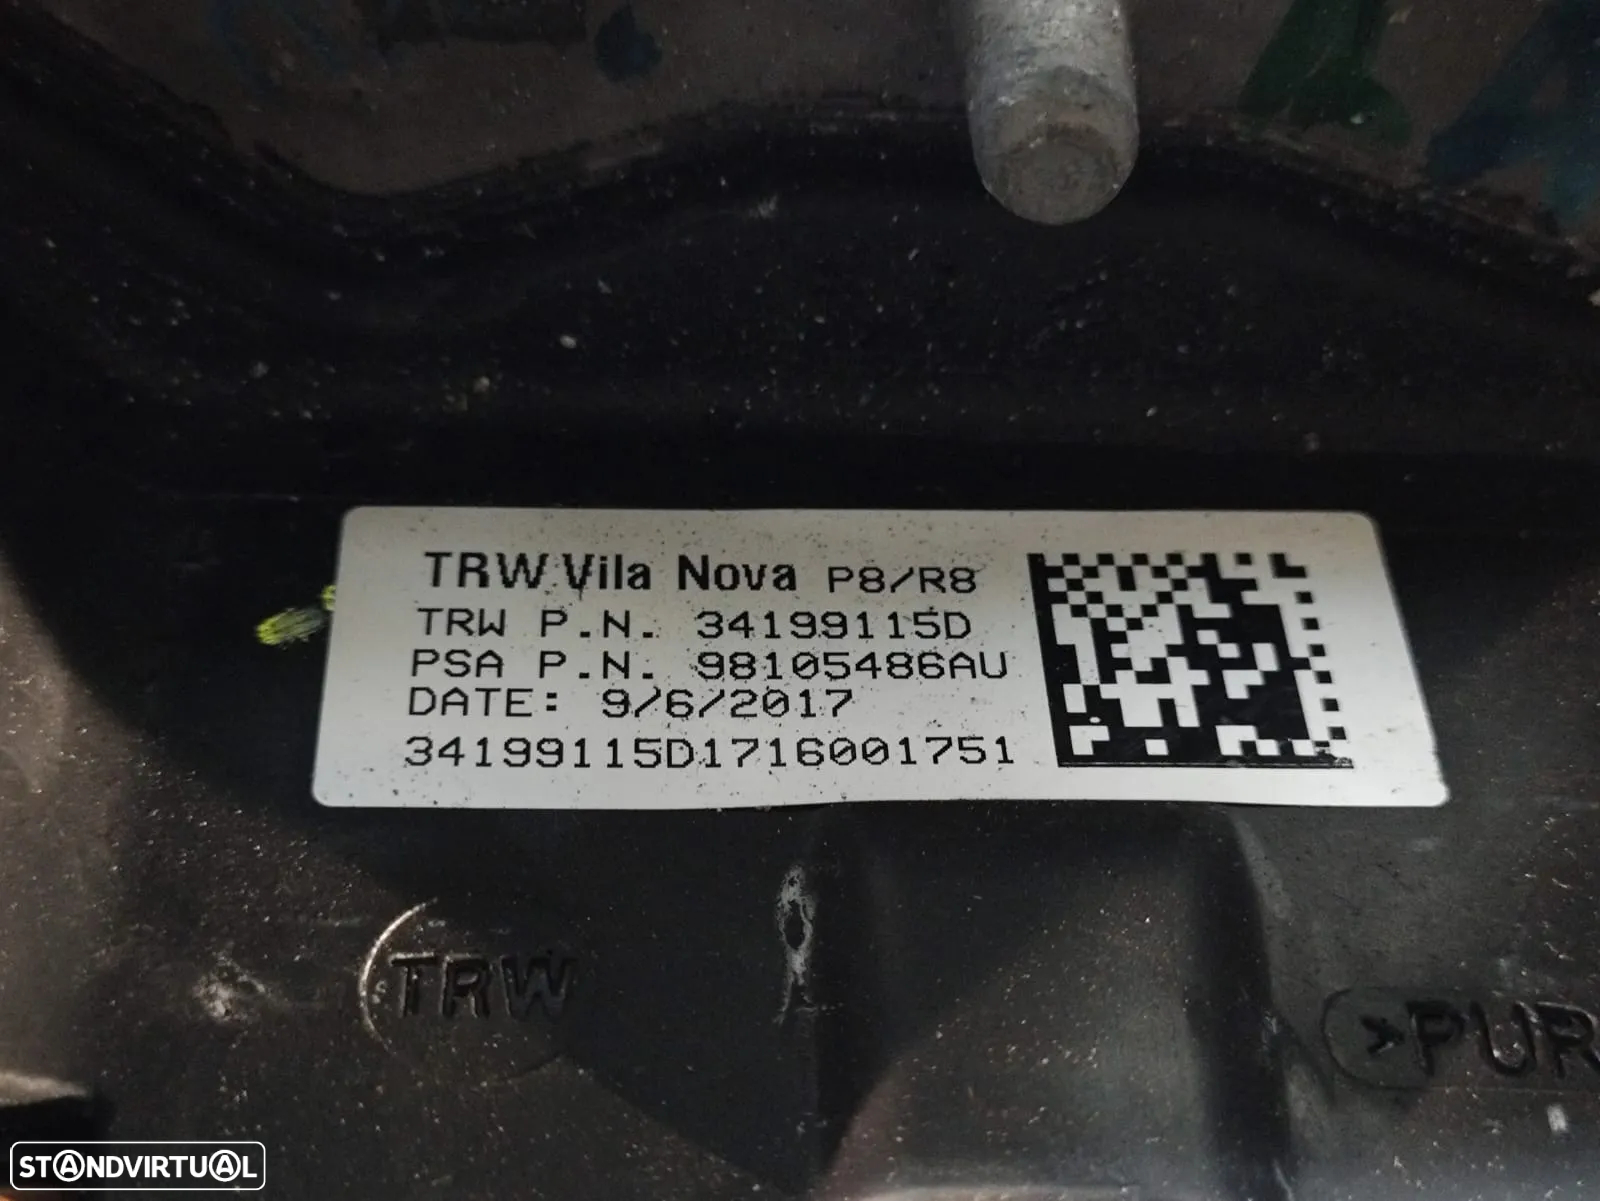 TRW Vila Nova P8/R8
TRW P.N. 34199115D
PSA P.N. 98105486AU
DATE: 9/6/2017
34199115D1716001751
TRW
>PUR
STANDVIRTUAL